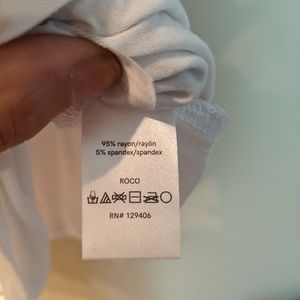 95% rayon/rayón
5% spandex/spandex
ROCO
RN# 129406